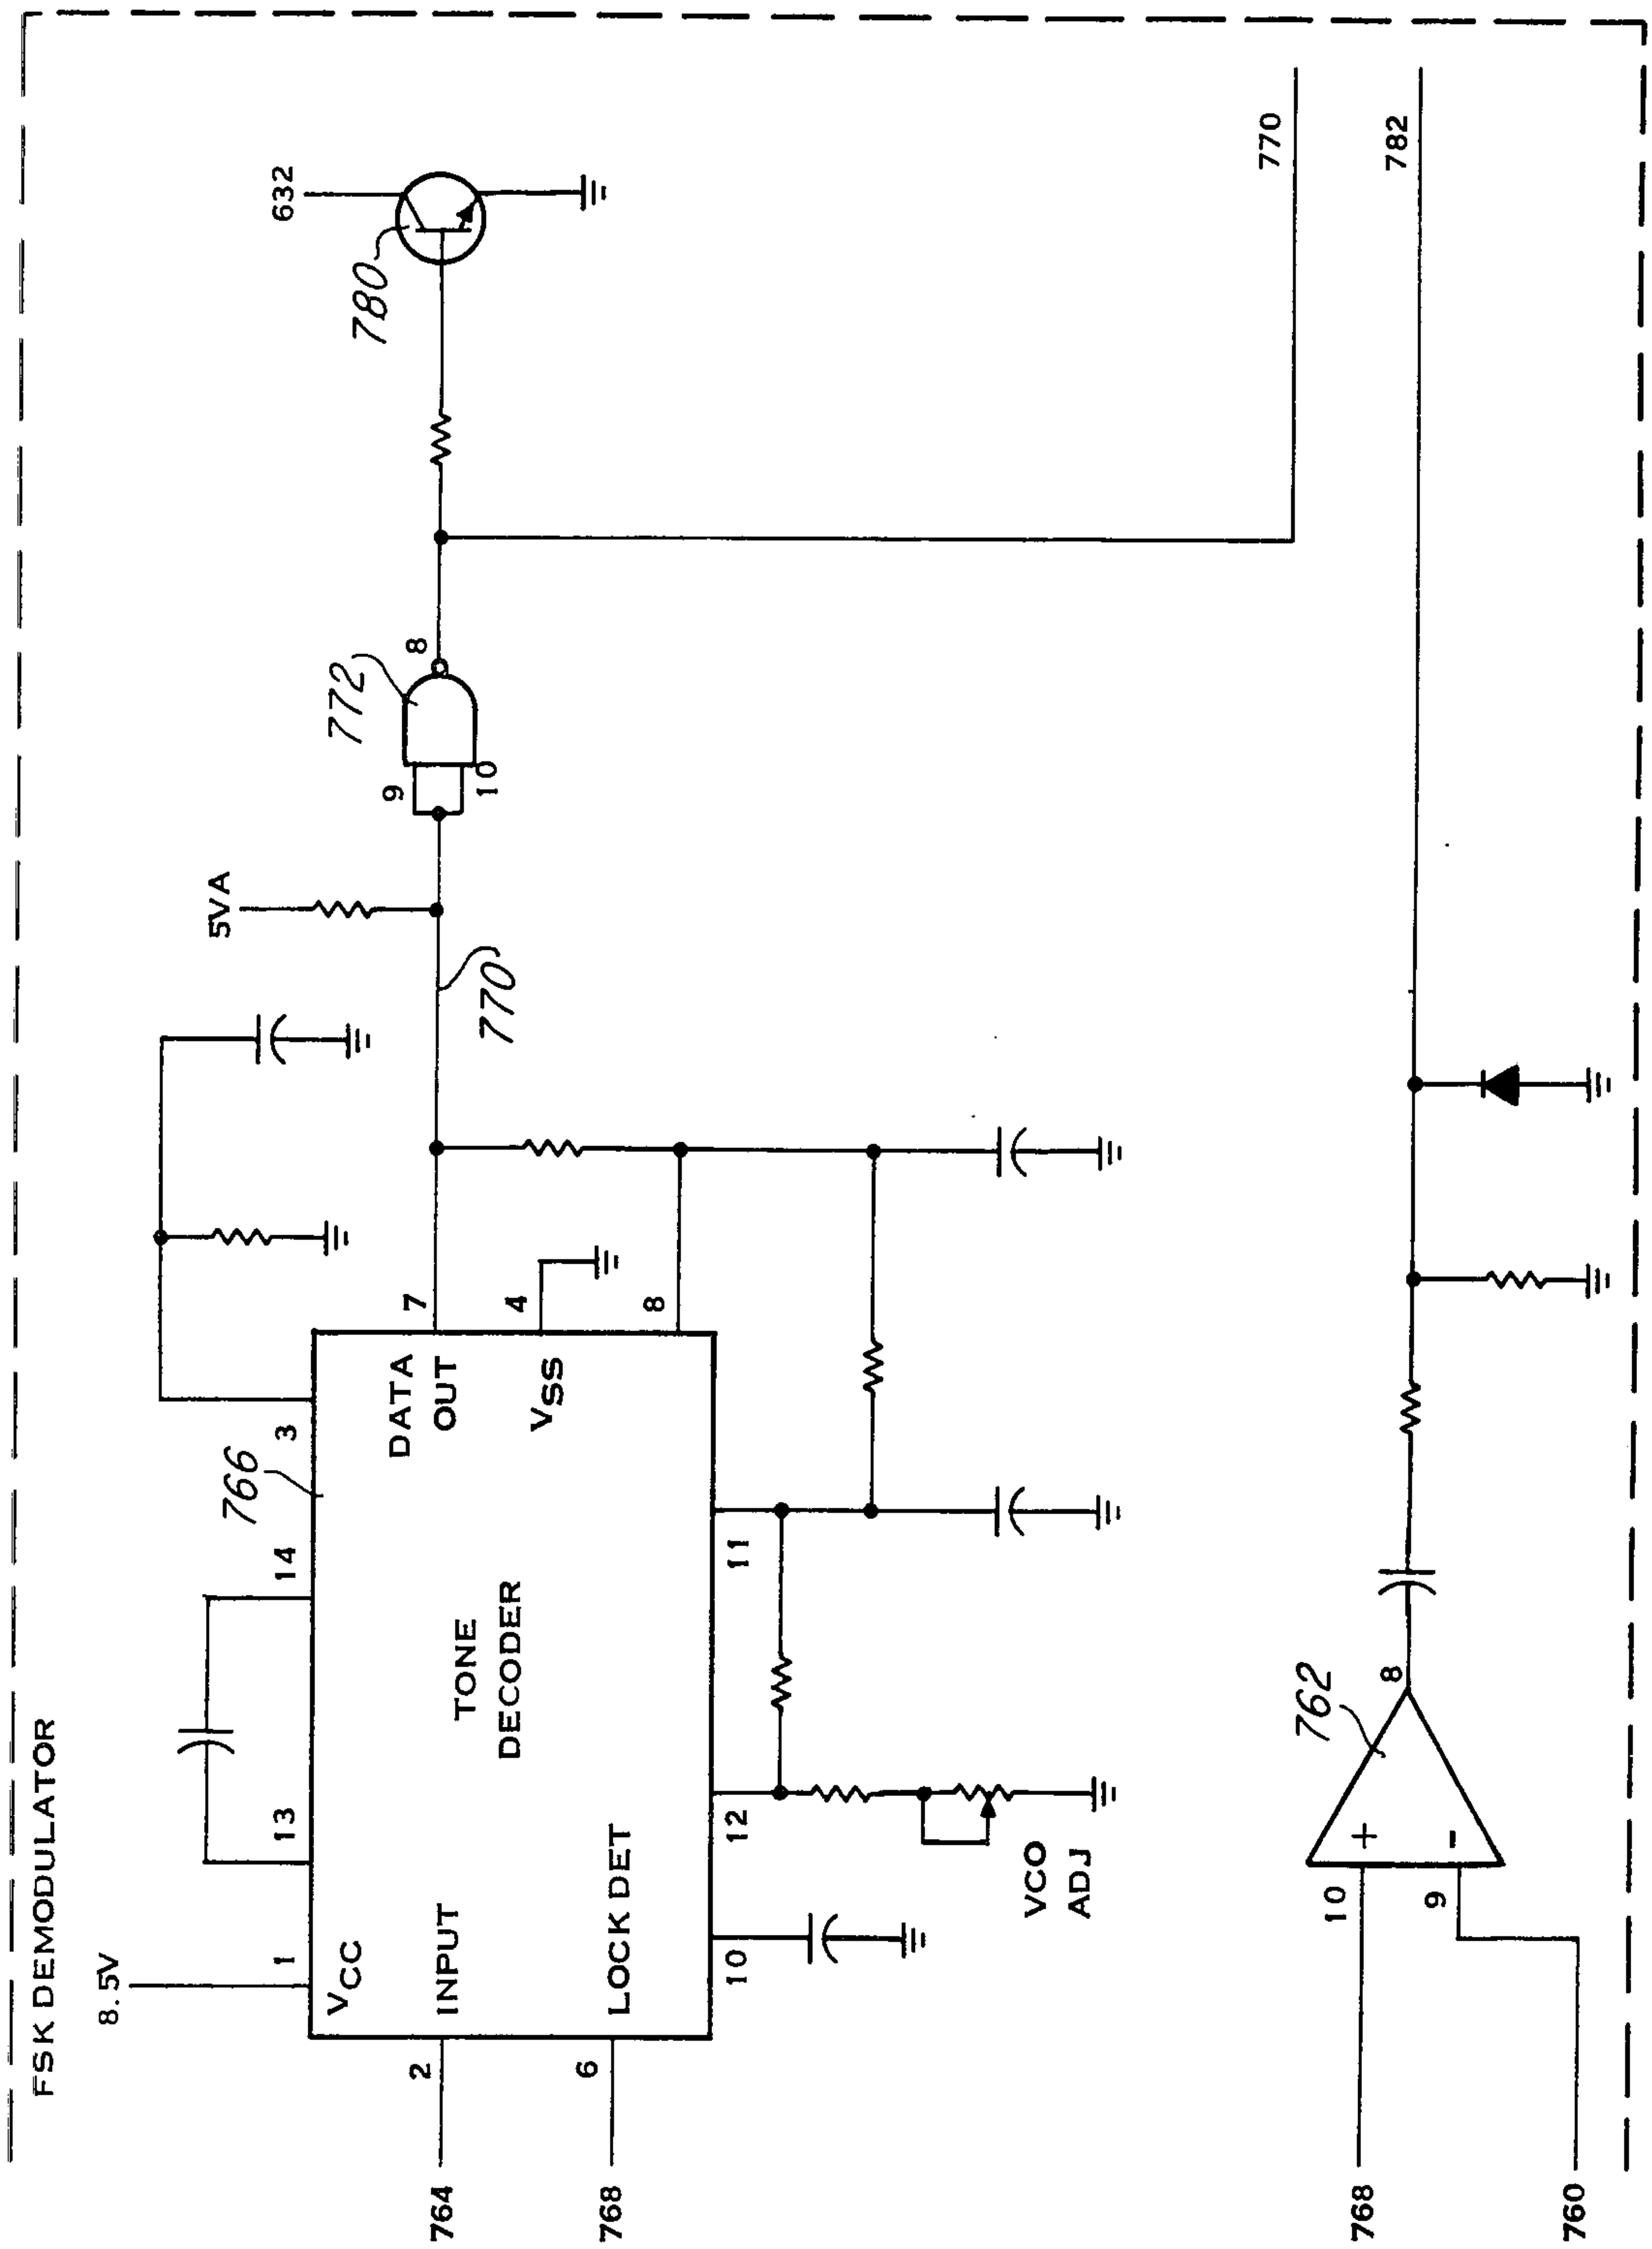 FSK DEMODULATOR
8.5V
1
13
14
3
766
VCC
INPUT
LOCK DET
TONE
DECODER
DATA
OUT
VSS
764
2
768
6
10
12
11
7
4
8
VCO
ADJ
5VA
770
9
10
772
8
780
632
770
782
768
10
760
9
+
-
762
8